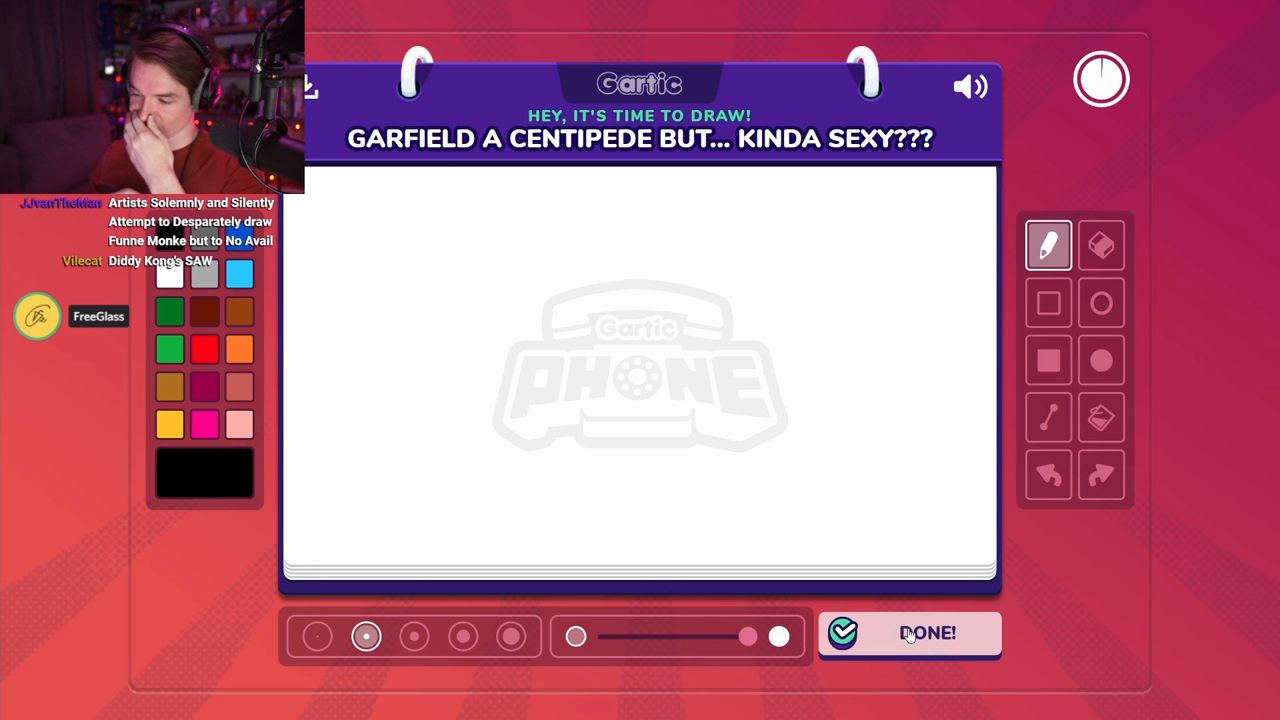 Gartic
HEY, IT'S TIME TO DRAW!
GARFIELD A CENTIPEDE BUT... KINDA SEXY???
JJvanTheMan Artists Solemnly and Silently
Attempt to Desparately draw
Funne Monke but to No Avail
Vilecat Diddy Kong's SAW
FreeGlass
Gartic
PHONE
DONE!